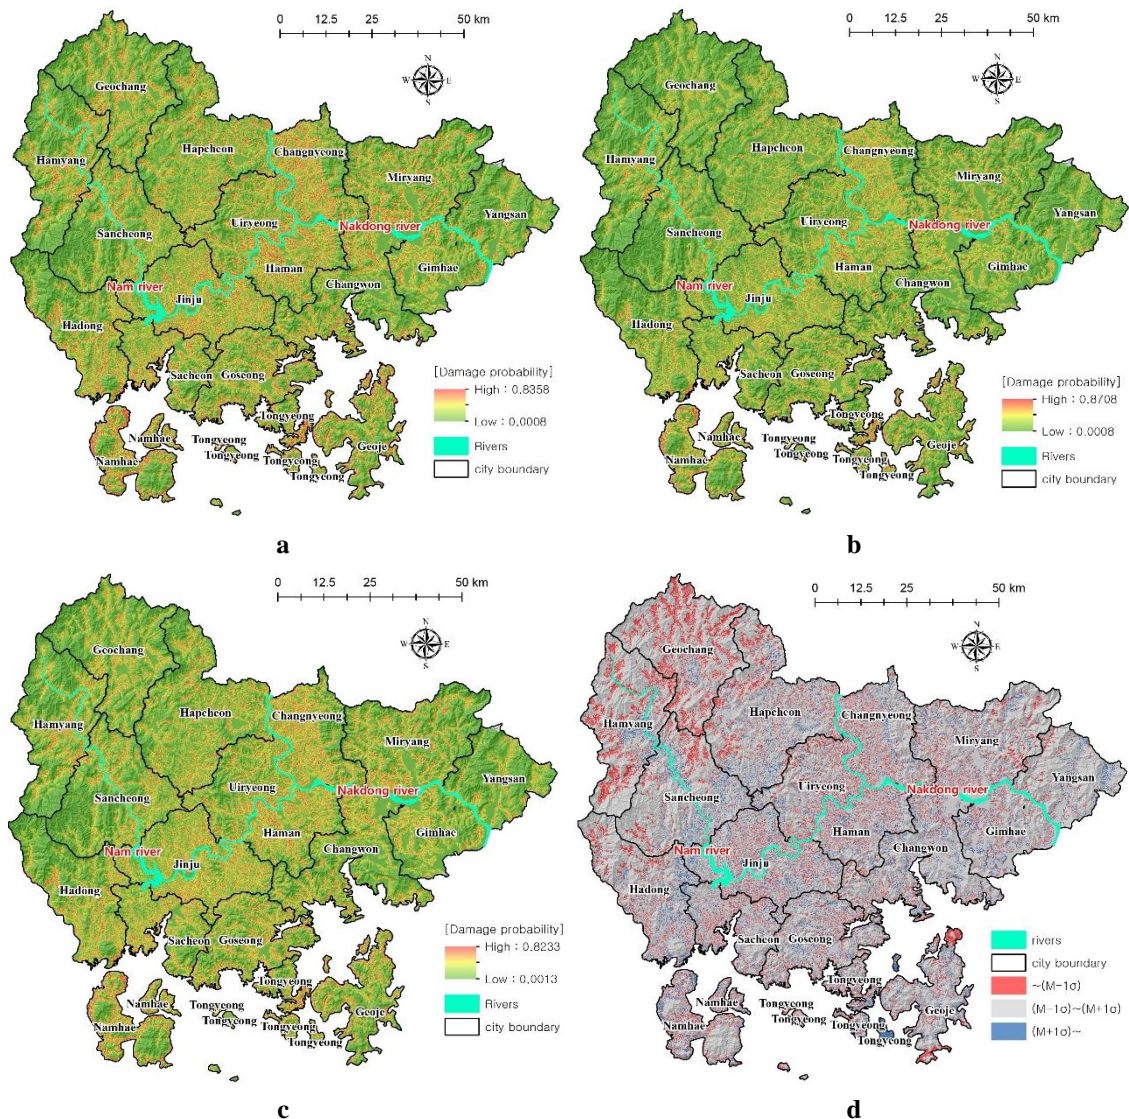 0 12.5 25 50 km
N
W E
S
Geochang
Hapcheon
Changnyeong
Hamyang
Miryang
Yangsan
Uiryeong
Nakdong river
Sancheong
Haman
Gimhae
Changwon
Nam river
Jinju
Hadong
Sacheon
Goseong
[Damage probability]
High : 0,8358
Low : 0,0008
Rivers
city boundary
Tongyeong
Namhae
Tongyeong
Geoje
Namhae
Tongyeong
Tongyeong
a
0 12.5 25 50 km
N
W E
S
Geochang
Hapcheon
Changnyeong
Hamyang
Miryang
Yangsan
Uiryeong
Nakdong river
Sancheong
Haman
Gimhae
Changwon
Nam river
Jinju
Hadong
Sacheon
Goseong
[Damage probability]
High : 0,8708
Low : 0,0008
Rivers
city boundary
Tongyeong
Namhae
Tongyeong
Geoje
Namhae
Tongyeong
Tongyeong
b
0 12.5 25 50 km
N
W E
S
Geochang
Hapcheon
Changnyeong
Hamyang
Miryang
Yangsan
Uiryeong
Nakdong river
Sancheong
Haman
Gimhae
Changwon
Nam river
Jinju
Hadong
Sacheon
Goseong
[Damage probability]
High : 0,8233
Low : 0,0013
Rivers
city boundary
Tongyeong
Namhae
Tongyeong
Tongyeong
Geoje
Namhae
Tongyeong
Tongyeong
c
0 12.5 25 50 km
N
W E
S
Geochang
Hapcheon
Changnyeong
Hamyang
Miryang
Yangsan
Uiryeong
Nakdong river
Sancheong
Haman
Gimhae
Changwon
Nam river
Jinju
Hadong
Sacheon
Goseong
rivers
city boundary
~(M-1σ)
(M-1σ)~(M+1σ)
(M+1σ)~
Tongyeong
Namhae
Tongyeong
Tongyeong
Geoje
Namhae
Tongyeong
Tongyeong
d